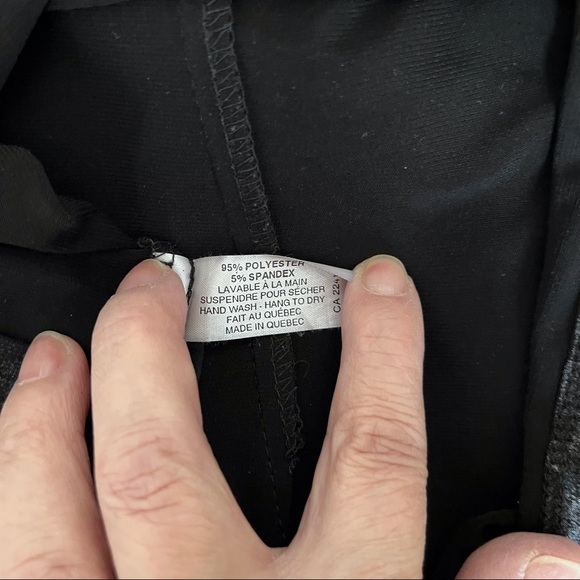 95% POLYESTER
5% SPANDEX
LAVABLE À LA MAIN
SUSPENDRE POUR SÉCHER
HAND WASH - HANG TO DRY
FAIT AU QUÉBEC
MADE IN QUEBEC
CA 22